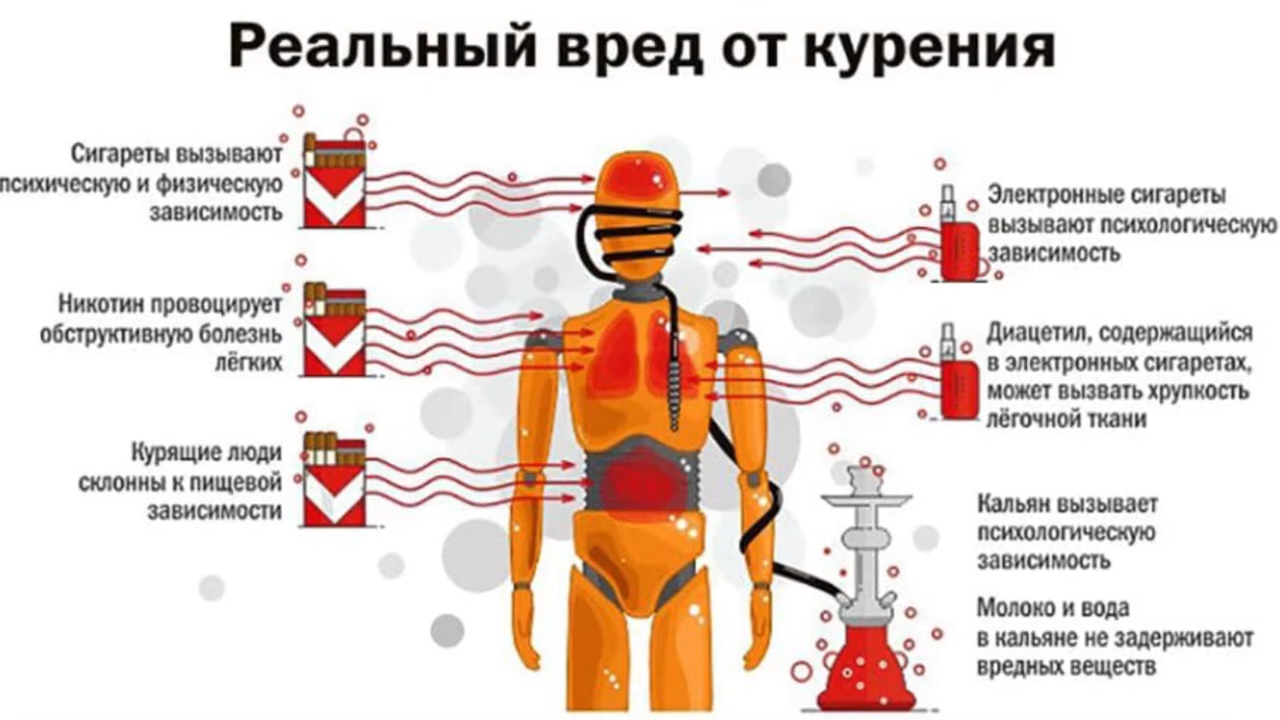 Реальный вред от курения
Сигареты вызывают
психическую и физическую
зависимость
Никотин провоцирует
обструктивную болезнь
лёгких
Курящие люди
склонны к пищевой
зависимости
Электронные сигареты
вызывают психологическую
зависимость
Диацетил, содержащийся
в электронных сигаретах,
может вызвать хрупкость
лёгочной ткани
Кальян вызывает
психологическую
зависимость
Молоко и вода
в кальяне не задерживают
вредных веществ